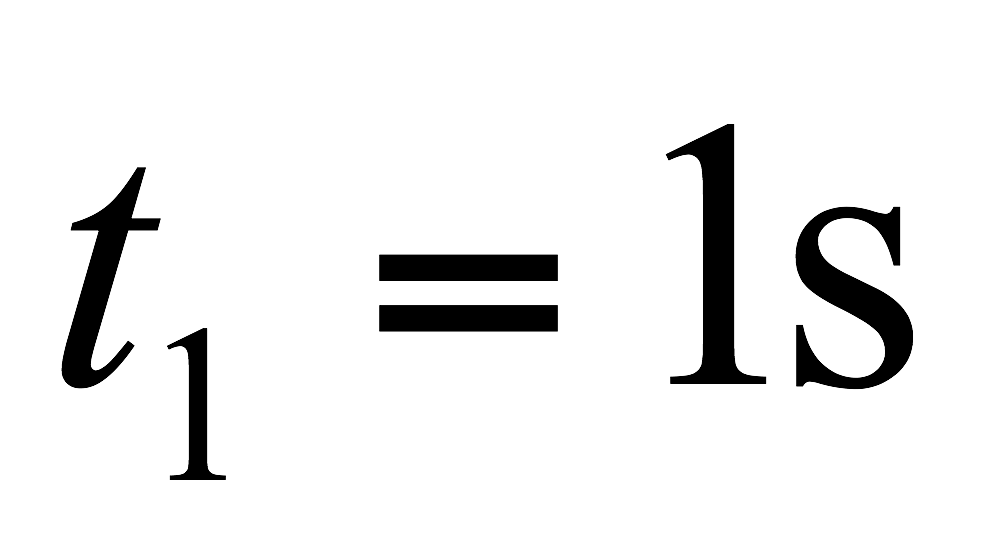 t₁ = 1s